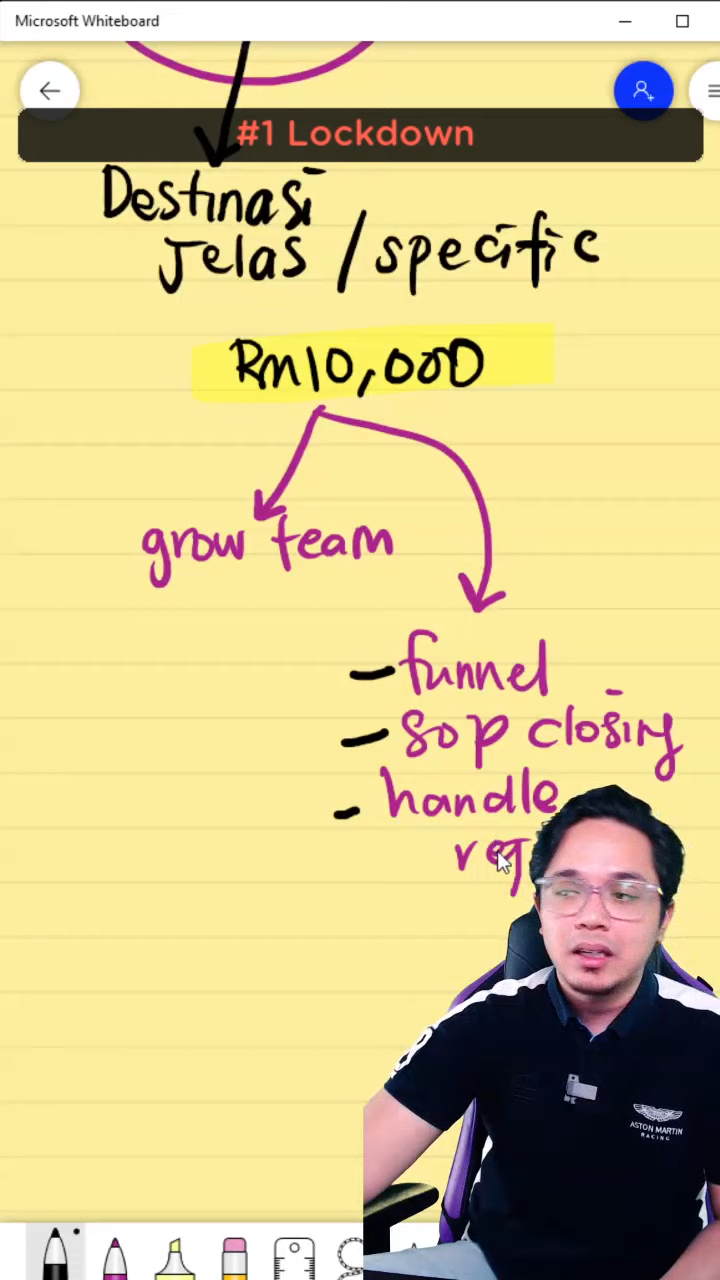 Microsoft Whiteboard
#1 Lockdown
Destinasi
Jelas / specific
Rm10,000
grow team
- funnel
- sop closing
- handle
ASTON MARTIN
RACING